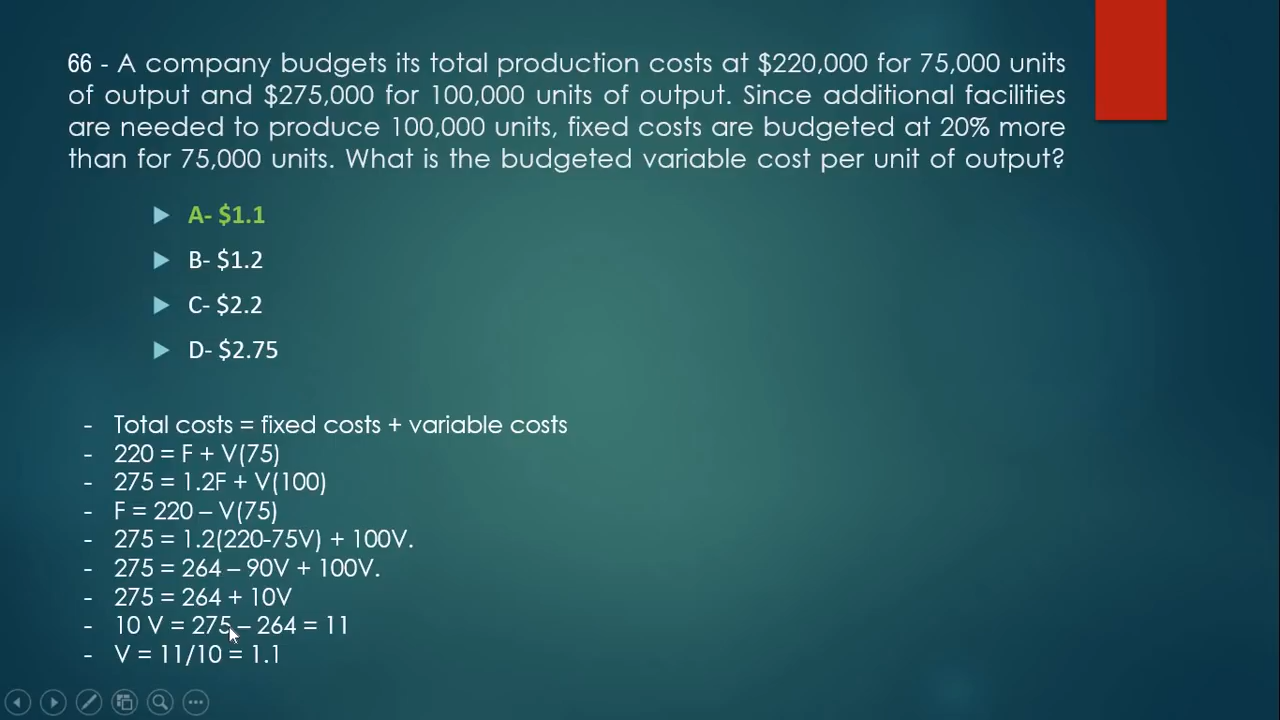 66 - A company budgets its total production costs at $220,000 for 75,000 units
of output and $275,000 for 100,000 units of output. Since additional facilities
are needed to produce 100,000 units, fixed costs are budgeted at 20% more
than for 75,000 units. What is the budgeted variable cost per unit of output?
A- $1.1
B- $1.2
C- $2.2
D- $2.75
- Total costs = fixed costs + variable costs
- 220 = F + V(75)
- 275 = 1.2F + V(100)
- F = 220 – V(75)
- 275 = 1.2(220-75V) + 100V.
- 275 = 264 – 90V + 100V.
- 275 = 264 + 10V
- 10 V = 275 – 264 = 11
- V = 11/10 = 1.1